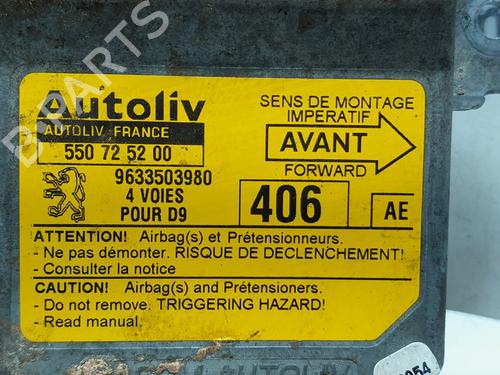 Autoliv
SENS DE MONTAGE
IMPERATIF
AUTOLIV FRANCE
AVANT
550 72 52 00
FORWARD
9633503980
4 VOIES
POUR D9
406
AE
ATTENTION! Airbag(s) et Prétensionneurs.
- Ne pas démonter. RISQUE DE DECLENCHEMENT!
- Consulter la notice
CAUTION! Airbag(s) and Prétensioners.
- Do not remove. TRIGGERING HAZARD!
- Read manual.
AUTOLIV
B-PARTS